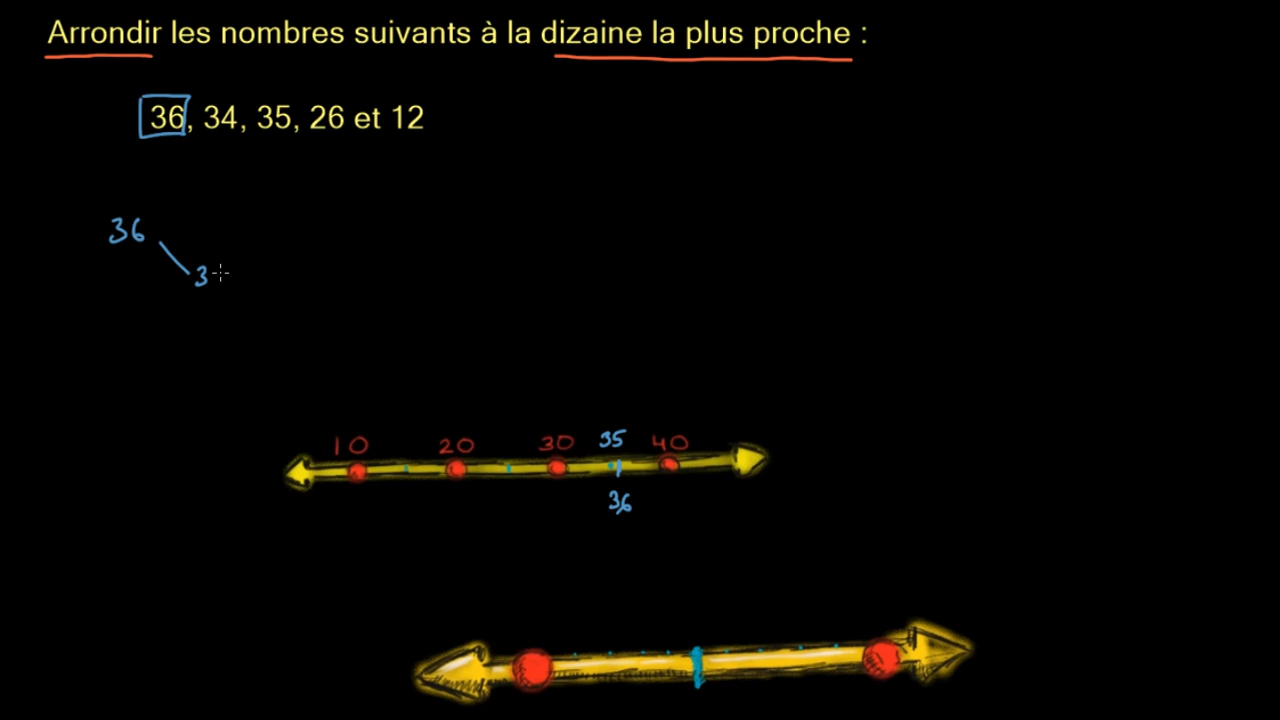 Arrondir les nombres suivants à la dizaine la plus proche :
36, 34, 35, 26 et 12
36
3
10 20 30 35 40
36